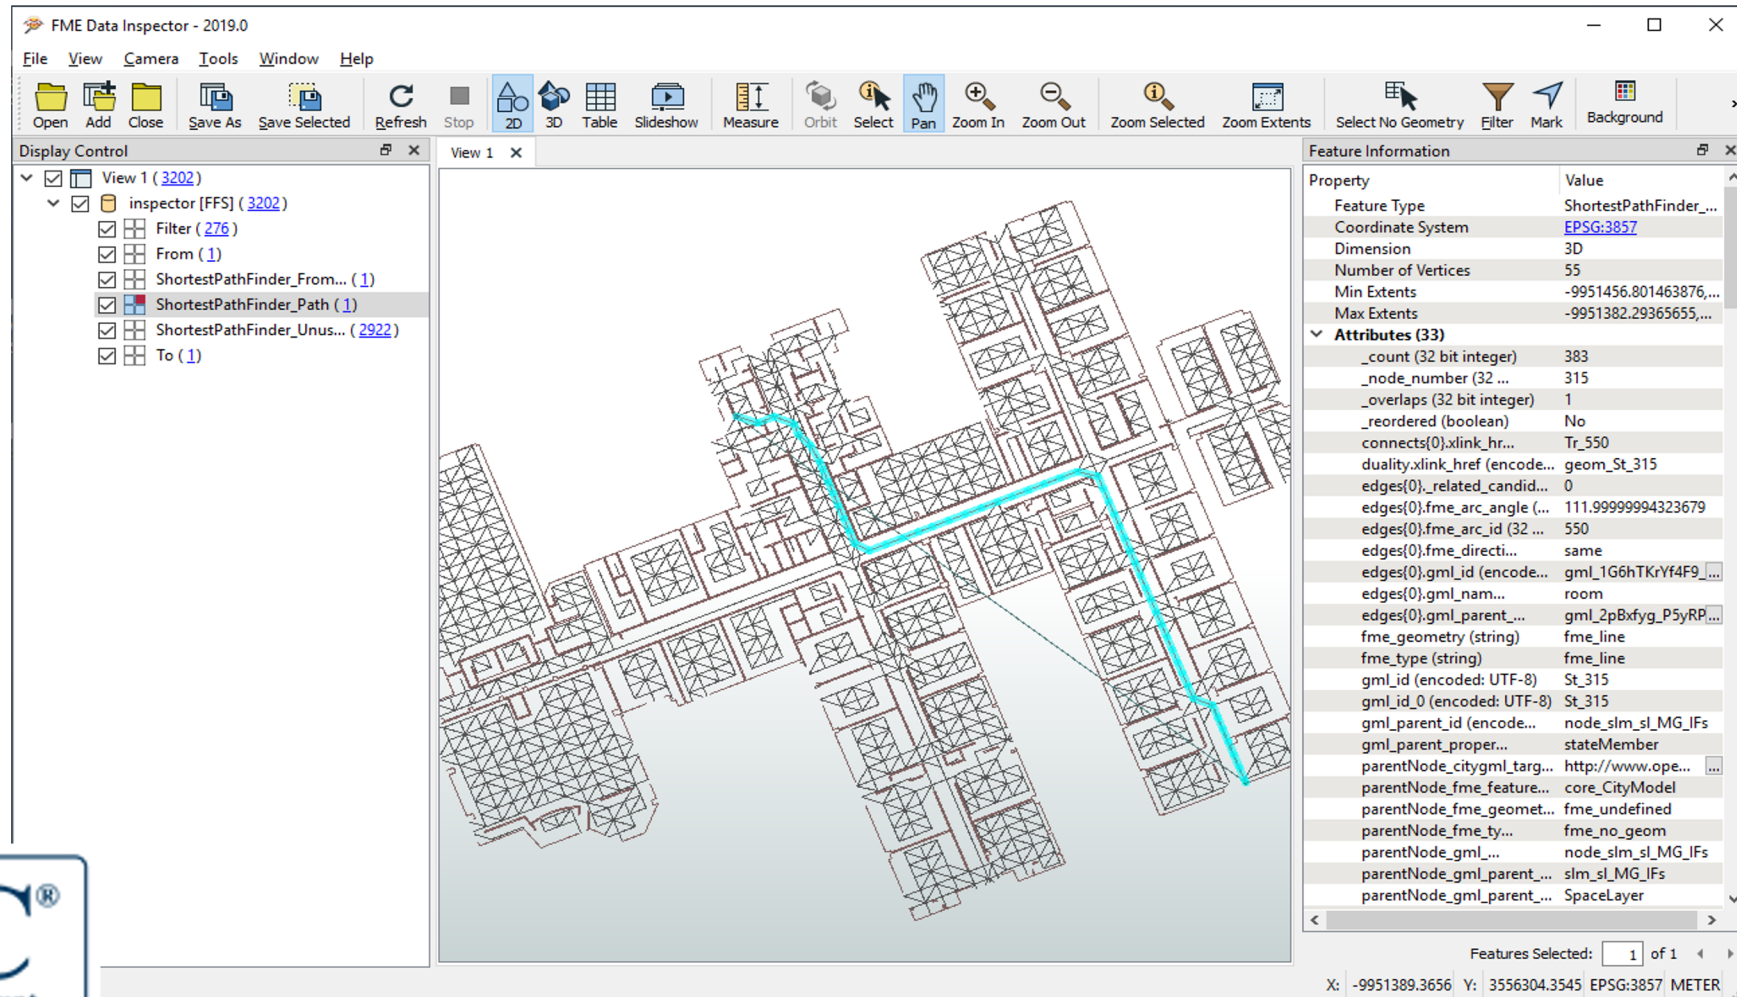 FME Data Inspector - 2019.0
File View Camera Tools Window Help
Open Add Close Save As Save Selected Refresh Stop 2D 3D Table Slideshow Measure Orbit Select Pan Zoom In Zoom Out Zoom Selected Zoom Extents Select No Geometry Filter Mark Background
Display Control
View 1 (3202)
inspector [FFS] (3202)
Filter (276)
From (1)
ShortestPathFinder_From... (1)
ShortestPathFinder_Path (1)
ShortestPathFinder_Unus... (2922)
To (1)
View 1
Feature Information
Property Value
Feature Type ShortestPathFinder_...
Coordinate System EPSG:3857
Dimension 3D
Number of Vertices 55
Min Extents -9951456.801463876,...
Max Extents -9951382.29365655,...
Attributes (33)
_count (32 bit integer) 383
_node_number (32 ... 315
_overlaps (32 bit integer) 1
_reordered (boolean) No
connects{0}.xlink_hr... Tr_550
duality.xlink_href (encode... geom_St_315
edges{0}._related_candid... 0
edges{0}.fme_arc_angle (... 111.99999994323679
edges{0}.fme_arc_id (32 ... 550
edges{0}.fme_directi... same
edges{0}.gml_id (encode... gml_1G6hTKrYf4F9_...
edges{0}.gml_nam... room
edges{0}.gml_parent_... gml_2pBxfyg_P5yRP...
fme_geometry (string) fme_line
fme_type (string) fme_line
gml_id (encoded: UTF-8) St_315
gml_id_0 (encoded: UTF-8) St_315
gml_parent_id (encode... node_slm_sl_MG_IFs
gml_parent_proper... stateMember
parentNode_citygml_targ... http://www.ope... ...
parentNode_fme_feature... core_CityModel
parentNode_fme_geomet... fme_undefined
parentNode_fme_ty... fme_no_geom
parentNode_gml_... node_slm_sl_MG_IFs
parentNode_gml_parent_... slm_sl_MG_IFs
parentNode_gml_parent_... SpaceLayer
Features Selected: 1 of 1
X: -9951389.3656 Y: 3556304.3545 EPSG:3857 METER
C®